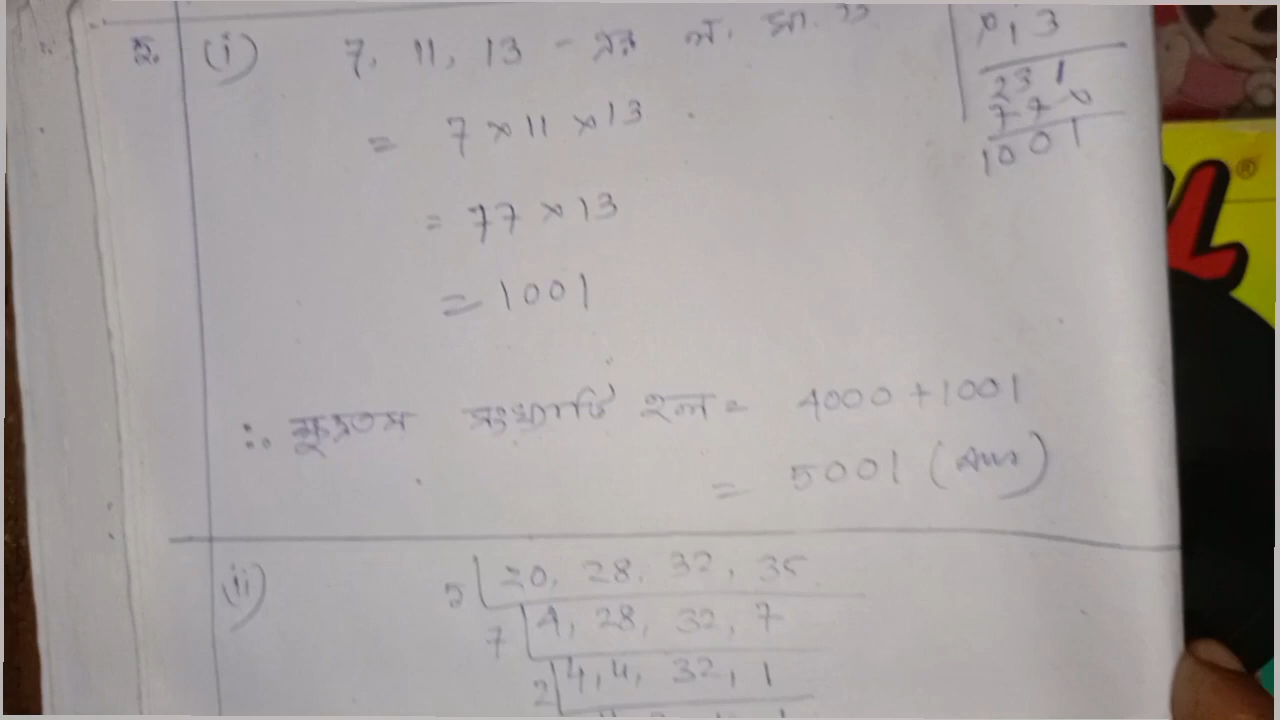 ২. (i) 7, 11, 13 - এর ল. সা. গু
= 7 × 11 × 13
= 77 × 13
= 1001
13
231
770
1001
∴ ক্ষুদ্রতম সংখ্যাটি হল = 4000 + 1001
= 5001 (Ans)
(ii) 5 | 20, 28, 32, 35
7 | 4, 28, 32, 7
2 | 4, 4, 32, 1
®